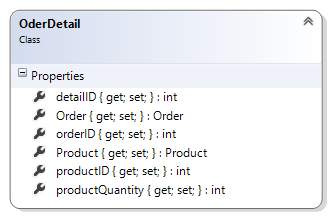 OderDetail
Class
Properties
detailID { get; set; } : int
Order { get; set; } : Order
orderID { get; set; } : int
Product { get; set; } : Product
productID { get; set; } : int
productQuantity { get; set; } : int